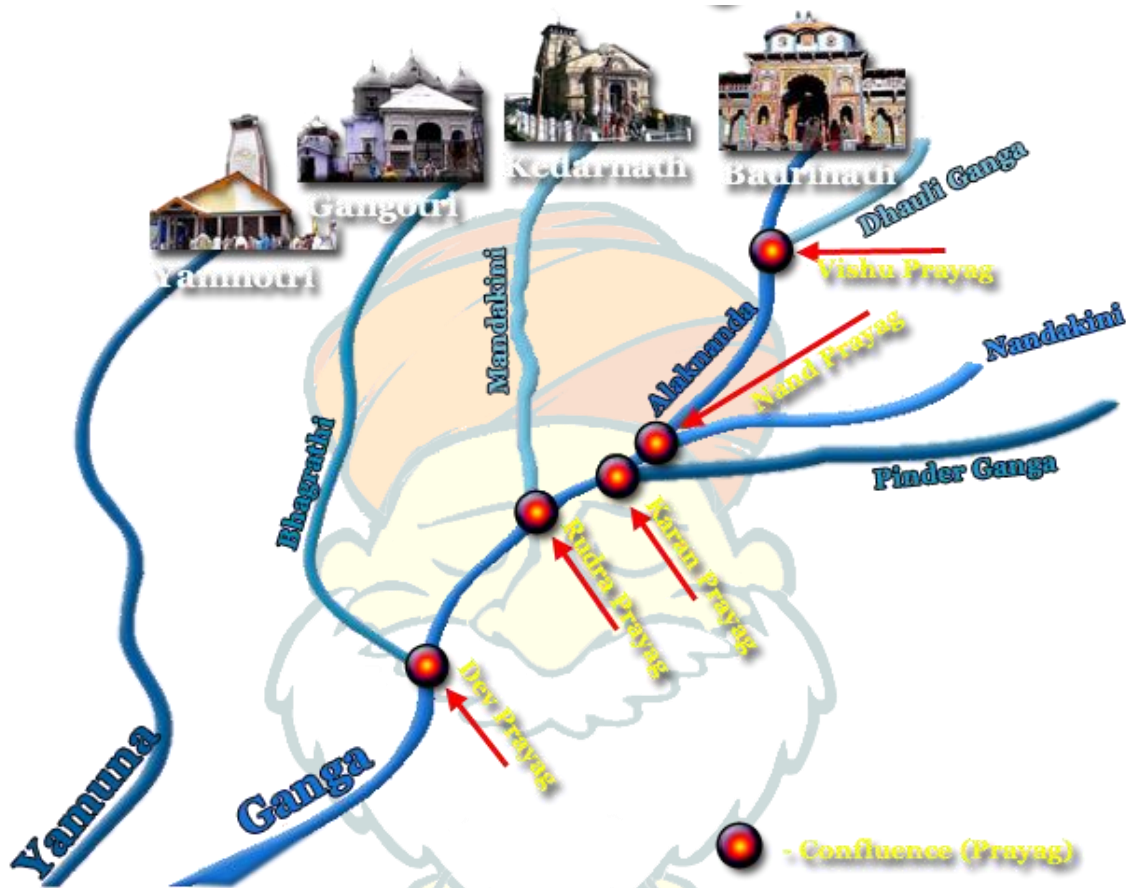 Kedarnath
Badrinath
Gangotri
Yamnotri
Dhauli Ganga
Vishu Prayag
Mandakini
Alaknanda
Nand Prayag
Nandakini
Bhagrathi
Pinder Ganga
Karan Prayag
Rudra Prayag
Dev Prayag
Yamuna
Ganga
- Confluence (Prayag)